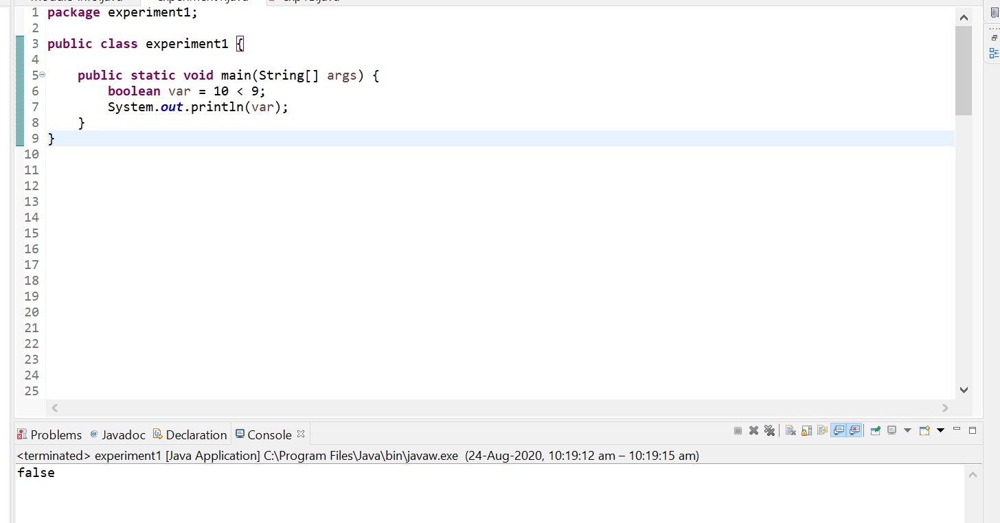 1 package experiment1;
2
3 public class experiment1 {
4
5 public static void main(String[] args) {
6 boolean var = 10 < 9;
7 System.out.println(var);
8 }
9 }
10
11
12
13
14
15
16
17
18
19
20
21
22
23
24
25
Problems @ Javadoc Declaration Console
<terminated> experiment1 [Java Application] C:\Program Files\Java\bin\javaw.exe (24-Aug-2020, 10:19:12 am – 10:19:15 am)
false